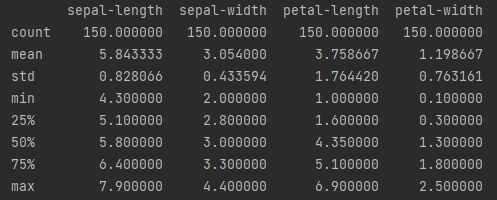 sepal-length sepal-width petal-length petal-width
count 150.000000 150.000000 150.000000 150.000000
mean 5.843333 3.054000 3.758667 1.198667
std 0.828066 0.433594 1.764420 0.763161
min 4.300000 2.000000 1.000000 0.100000
25% 5.100000 2.800000 1.600000 0.300000
50% 5.800000 3.000000 4.350000 1.300000
75% 6.400000 3.300000 5.100000 1.800000
max 7.900000 4.400000 6.900000 2.500000